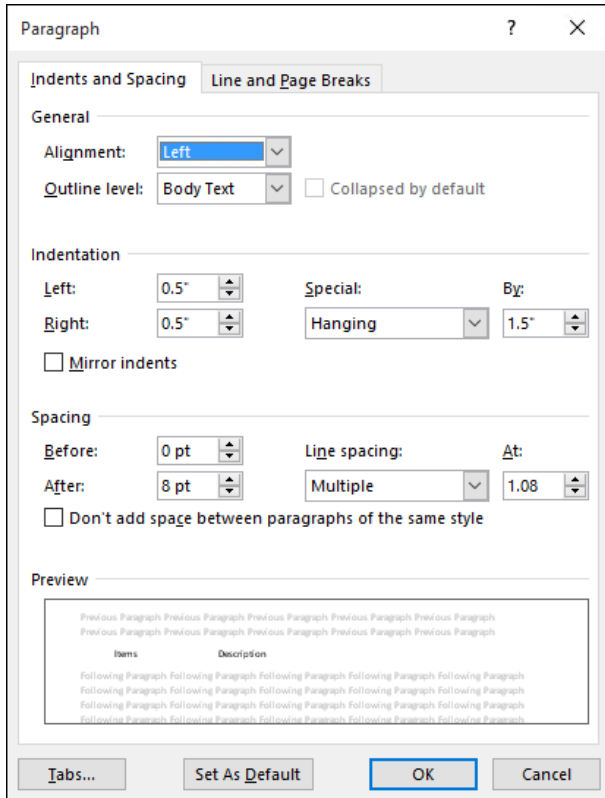 Paragraph ?
Indents and Spacing Line and Page Breaks
General
Alignment: Left
Outline level: Body Text Collapsed by default
Indentation
Left: 0.5" Special: By:
Right: 0.5" Hanging 1.5"
Mirror indents
Spacing
Before: 0 pt Line spacing: At:
After: 8 pt Multiple 1.08
Don't add space between paragraphs of the same style
Preview
Previous Paragraph Previous Paragraph Previous Paragraph Previous Paragraph Previous Paragraph
Previous Paragraph Previous Paragraph Previous Paragraph Previous Paragraph Previous Paragraph
Items Description
Following Paragraph Following Paragraph Following Paragraph Following Paragraph Following Paragraph
Following Paragraph Following Paragraph Following Paragraph Following Paragraph Following Paragraph
Following Paragraph Following Paragraph Following Paragraph Following Paragraph Following Paragraph
Following Paragraph Following Paragraph Following Paragraph Following Paragraph Following Paragraph
Tabs... Set As Default OK Cancel